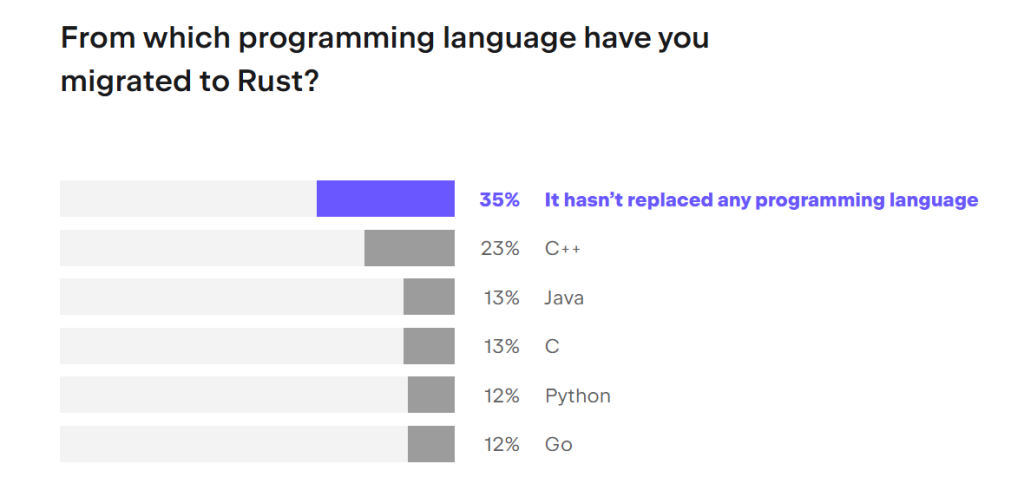 From which programming language have you
migrated to Rust?
35% It hasn’t replaced any programming language
23% C++
13% Java
13% C
12% Python
12% Go